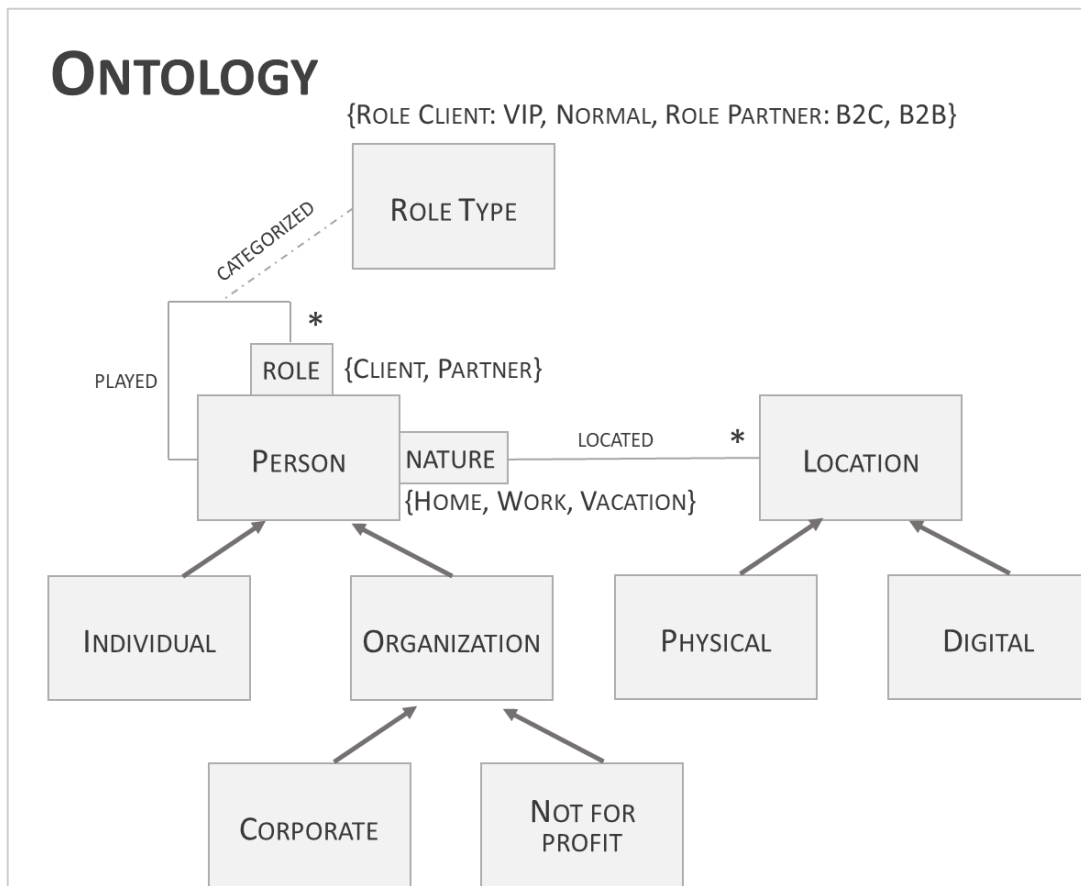 ONTOLOGY
{ROLE CLIENT: VIP, NORMAL, ROLE PARTNER: B2C, B2B}
ROLE TYPE
CATEGORIZED
*
ROLE
{CLIENT, PARTNER}
PLAYED
PERSON
NATURE
LOCATED
*
LOCATION
{HOME, WORK, VACATION}
INDIVIDUAL
ORGANIZATION
PHYSICAL
DIGITAL
CORPORATE
NOT FOR
PROFIT